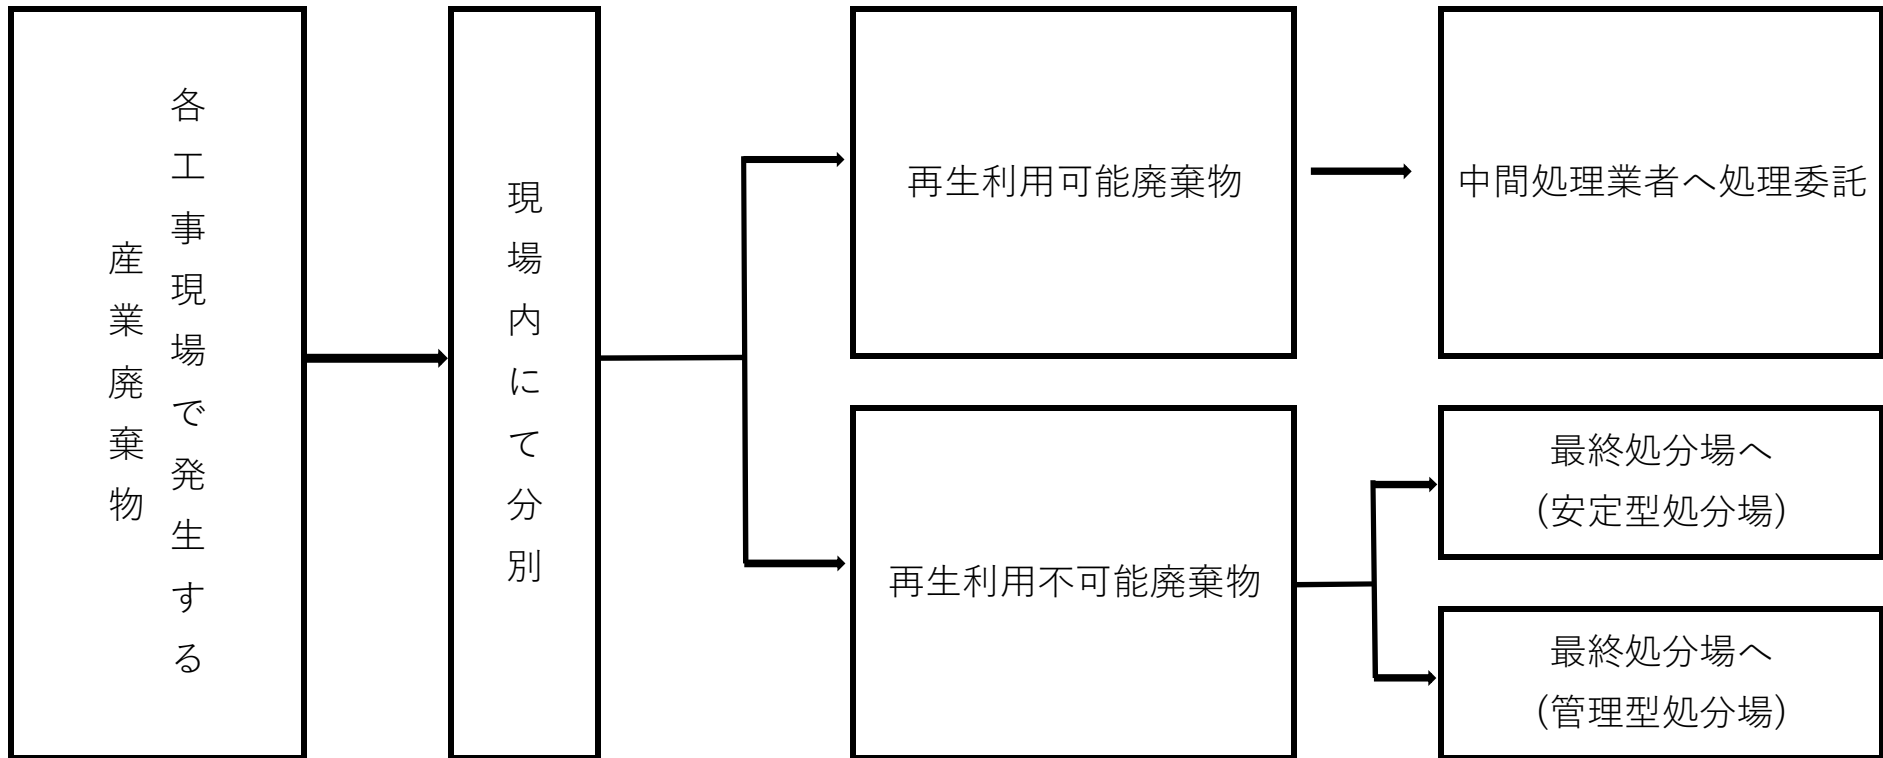 各工事現場で発生する
産業廃棄物
現場内にて分別
再生利用可能廃棄物
中間処理業者へ処理委託
再生利用不可能廃棄物
最終処分場へ
(安定型処分場)
最終処分場へ
(管理型処分場)